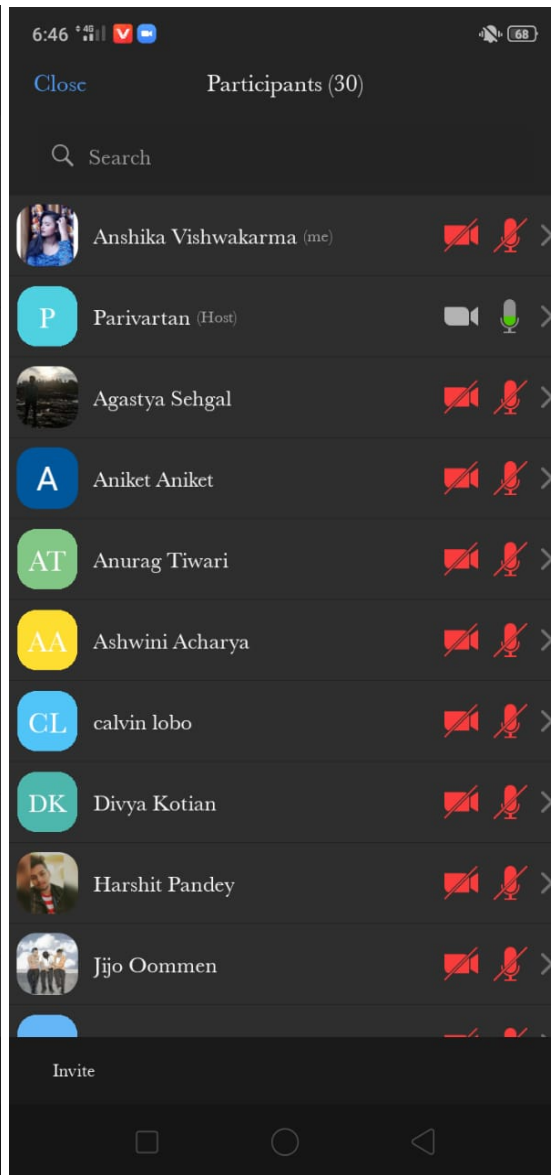 6:46 4G 68
Close Participants (30)
Search
Anshika Vishwakarma (me)
P Parivartan (Host)
Agastya Sehgal
A Aniket Aniket
AT Anurag Tiwari
AA Ashwini Acharya
CL calvin lobo
DK Divya Kotian
Harshit Pandey
Jijo Oommen
Invite